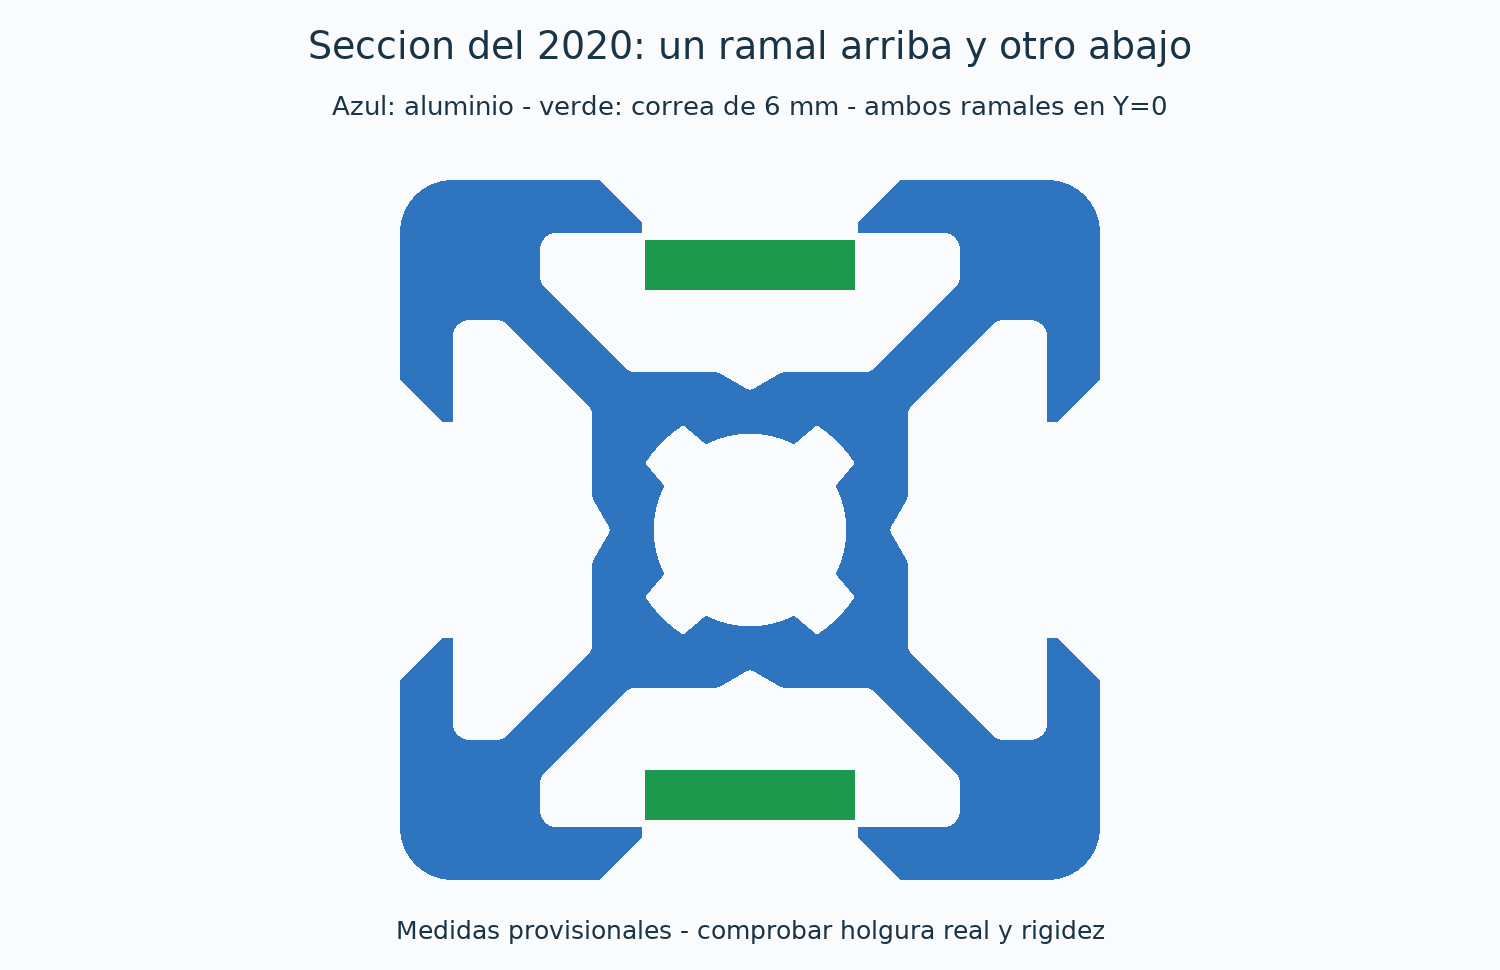 Seccion del 2020: un ramal arriba y otro abajo
Azul: aluminio - verde: correa de 6 mm - ambos ramales en Y=0
Medidas provisionales - comprobar holgura real y rigidez